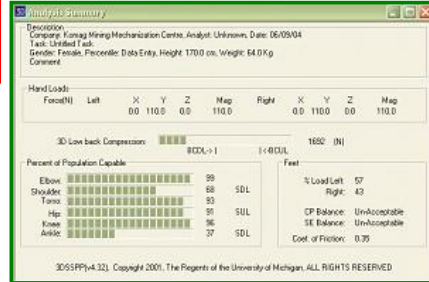 Analysis Summary
Description
Company: Komag Mining Mechanization Centre, Analyst: Unknown, Date: 06/09/04
Task: Untitled Task
Gender: Female, Percentile: Data Entry, Height: 170.0 cm, Weight: 64.0 Kg
Comment
Hand Loads
Force(N) Left X Y Z Mag Right X Y Z Mag
0.0 110.0 0.0 110.0 0.0 110.0 0.0 110.0
3D Low back Compression: 1692 (N)
BCDL->| |<-BCUL
Percent of Population Capable
Elbow: 99
Shoulder: 68 SDL
Torso: 93
Hip: 91 SUL
Knee: 96
Ankle: 37 SDL
Feet
% Load Left: 57
Right: 43
CP Balance: Un-Acceptable
SE Balance: Un-Acceptable
Coef. of Friction: 0.35
3DSSPP(v4.32), Copyright 2001, The Regents of the University of Michigan, ALL RIGHTS RESERVED